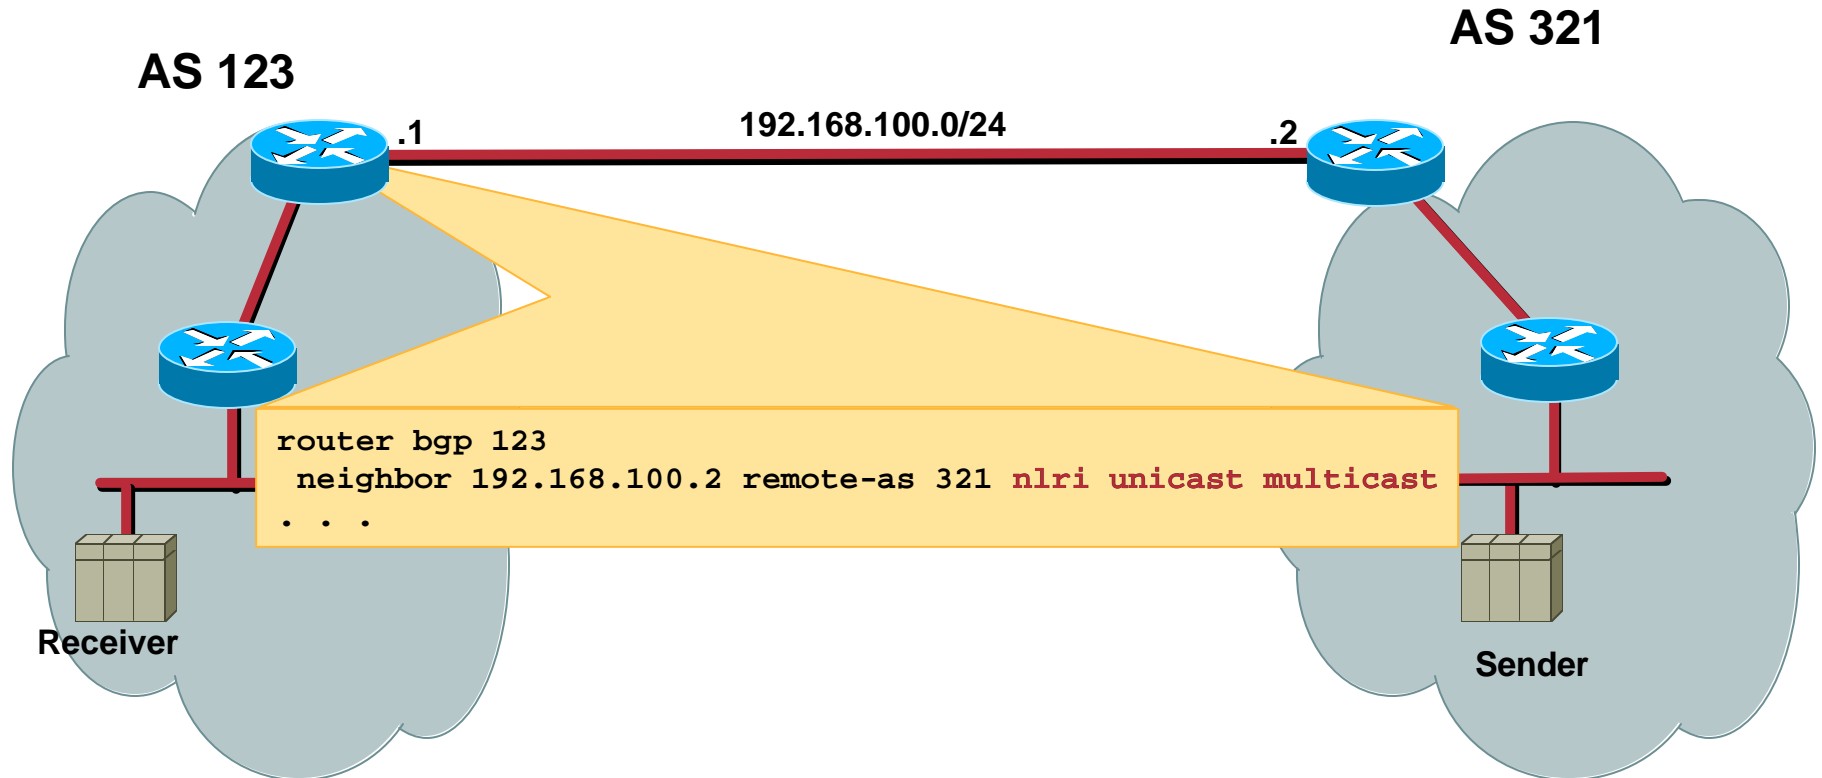 AS 123
AS 321
.1
192.168.100.0/24
.2
router bgp 123
neighbor 192.168.100.2 remote-as 321 nlri unicast multicast
. . .
Receiver
Sender